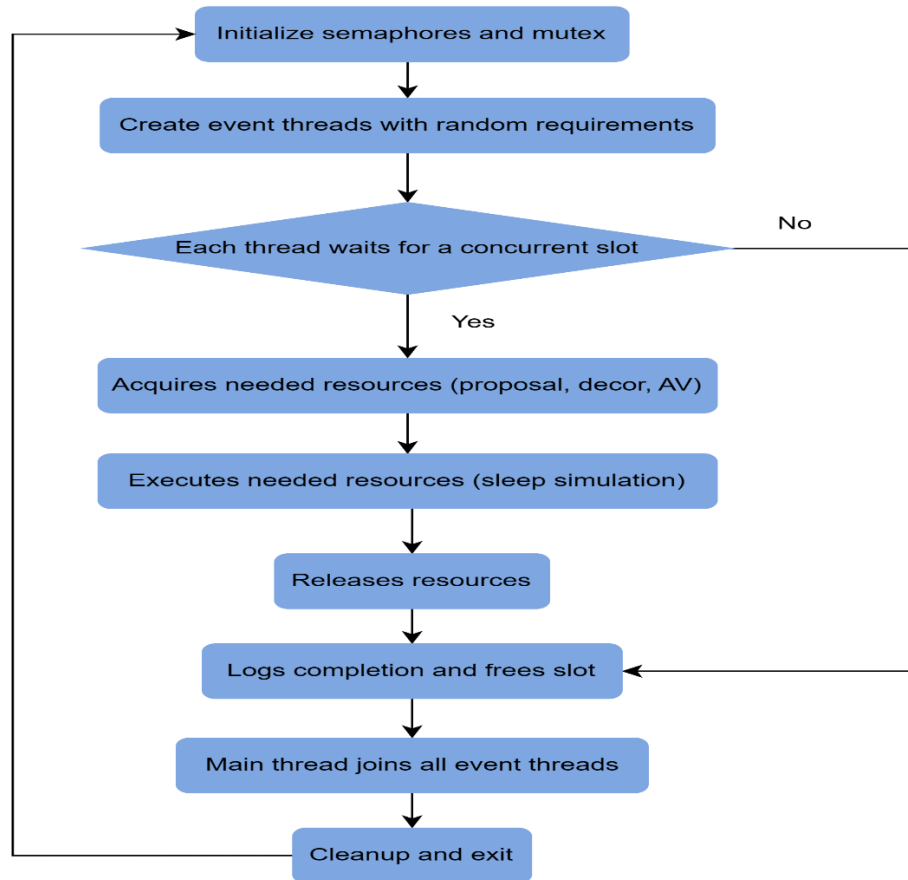 Initialize semaphores and mutex
Create event threads with random requirements
Each thread waits for a concurrent slot
No
Yes
Acquires needed resources (proposal, decor, AV)
Executes needed resources (sleep simulation)
Releases resources
Logs completion and frees slot
Main thread joins all event threads
Cleanup and exit